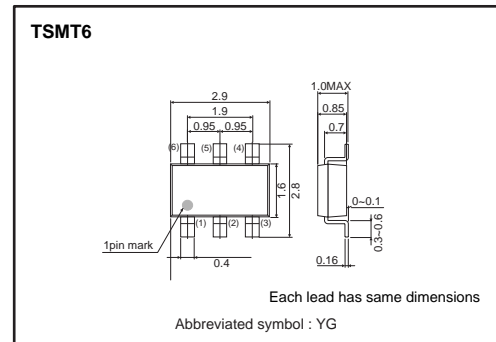 TSMT6
1.0MAX
2.9
0.85
1.9
0.7
0.95 0.95
(6) (5) (4)
1.6
2.8
0~0.1
0.3~0.6
1pin mark
(1) (2) (3)
0.4
0.16
Each lead has same dimensions
Abbreviated symbol : YG